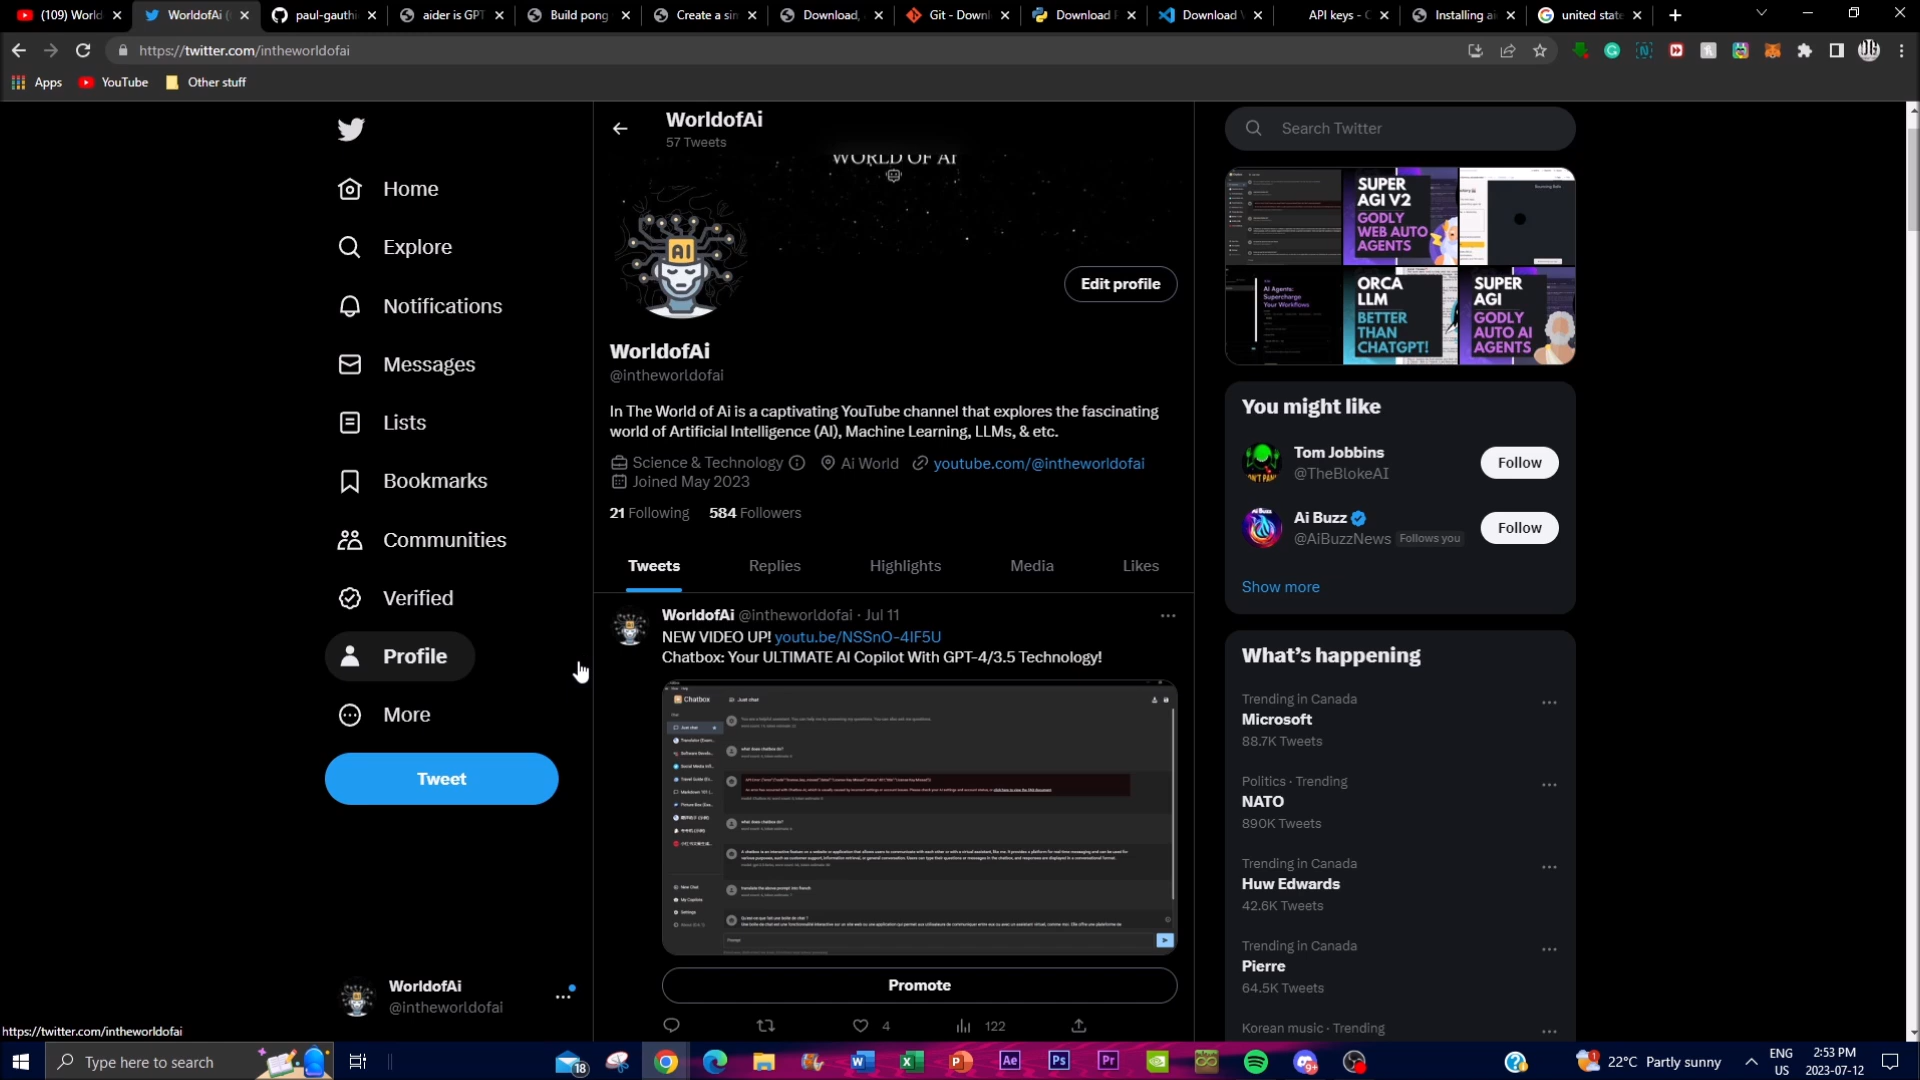 (109) World
WorldofAi (
paul-gauthi
aider is GPT
Build pong
Create a sin
Download,
Git - Downl
Download P
Download V
API keys - C
Installing ai
united state
https://twitter.com/intheworldofai
Apps
YouTube
Other stuff
WorldofAi
57 Tweets
WORLD OF AI
Search Twitter
Home
Explore
Notifications
Messages
Lists
Bookmarks
Communities
Verified
Profile
More
Tweet
AI
Edit profile
WorldofAi
@intheworldofai
In The World of Ai is a captivating YouTube channel that explores the fascinating
world of Artificial Intelligence (AI), Machine Learning, LLMs, & etc.
Science & Technology
Ai World
youtube.com/@intheworldofai
Joined May 2023
21 Following
584 Followers
Tweets
Replies
Highlights
Media
Likes
WorldofAi @intheworldofai · Jul 11
NEW VIDEO UP! youtu.be/NSSnO-4IF5U
Chatbox: Your ULTIMATE AI Copilot With GPT-4/3.5 Technology!
Chatbox
Just chat
Promote
4
122
SUPER
AGI V2
GODLY
WEB AUTO
AGENTS
AI Agents:
Supercharge
Your Workflows
ORCA
LLM
BETTER
THAN
CHATGPT!
SUPER
AGI
GODLY
AUTO AI
AGENTS
You might like
Tom Jobbins
@TheBlokeAI
Follow
Ai Buzz
@AiBuzzNews
Follows you
Follow
Show more
What's happening
Trending in Canada
Microsoft
88.7K Tweets
Politics · Trending
NATO
890K Tweets
Trending in Canada
Huw Edwards
42.6K Tweets
Trending in Canada
Pierre
64.5K Tweets
Korean music · Trending
WorldofAi
@intheworldofai
https://twitter.com/intheworldofai
Type here to search
18
22°C Partly sunny
ENG
US
2:53 PM
2023-07-12